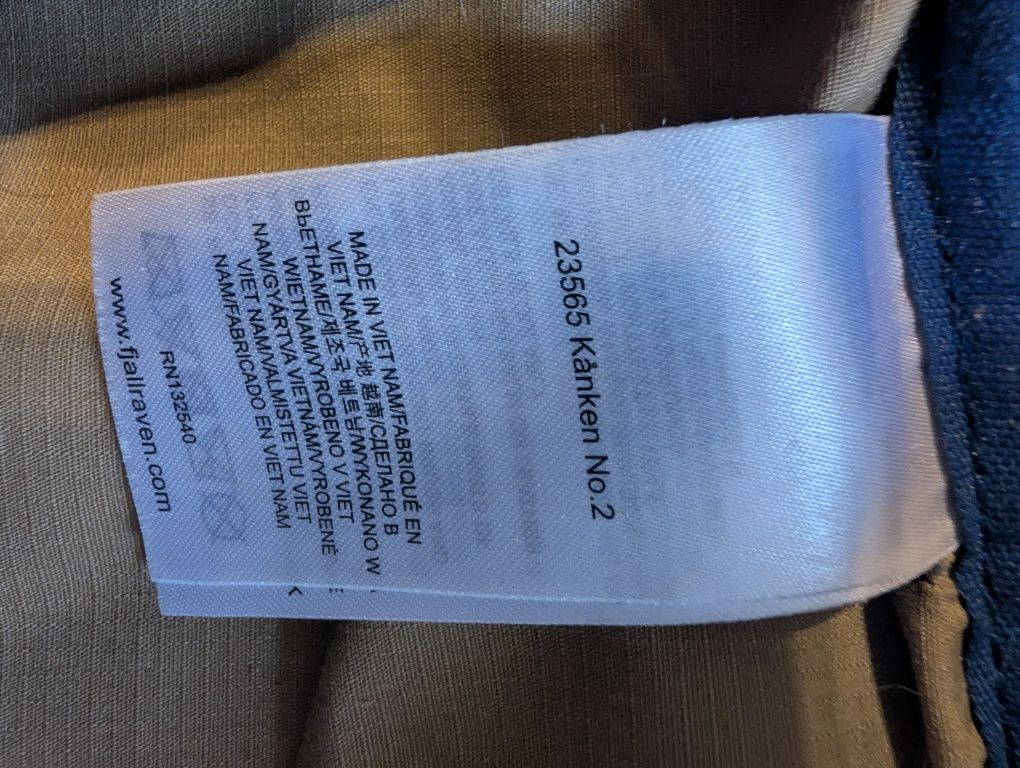 23565 Kånken No.2
MADE IN VIET NAM/FABRIQUÉ EN
VIET NAM/产地 越南/СДЕЛАНО В
ВЬЕТНАМЕ/제조국 베트남/WYKONANO W
WIETNAM/VYROBENO V VIET
NAM/GYÁRTVA VIETNÁM/VYROBENÉ
VIET NAM/VALMISTETTU VIET
NAM/FABRICADO EN VIET NAM
RN132540
www.fjallraven.com